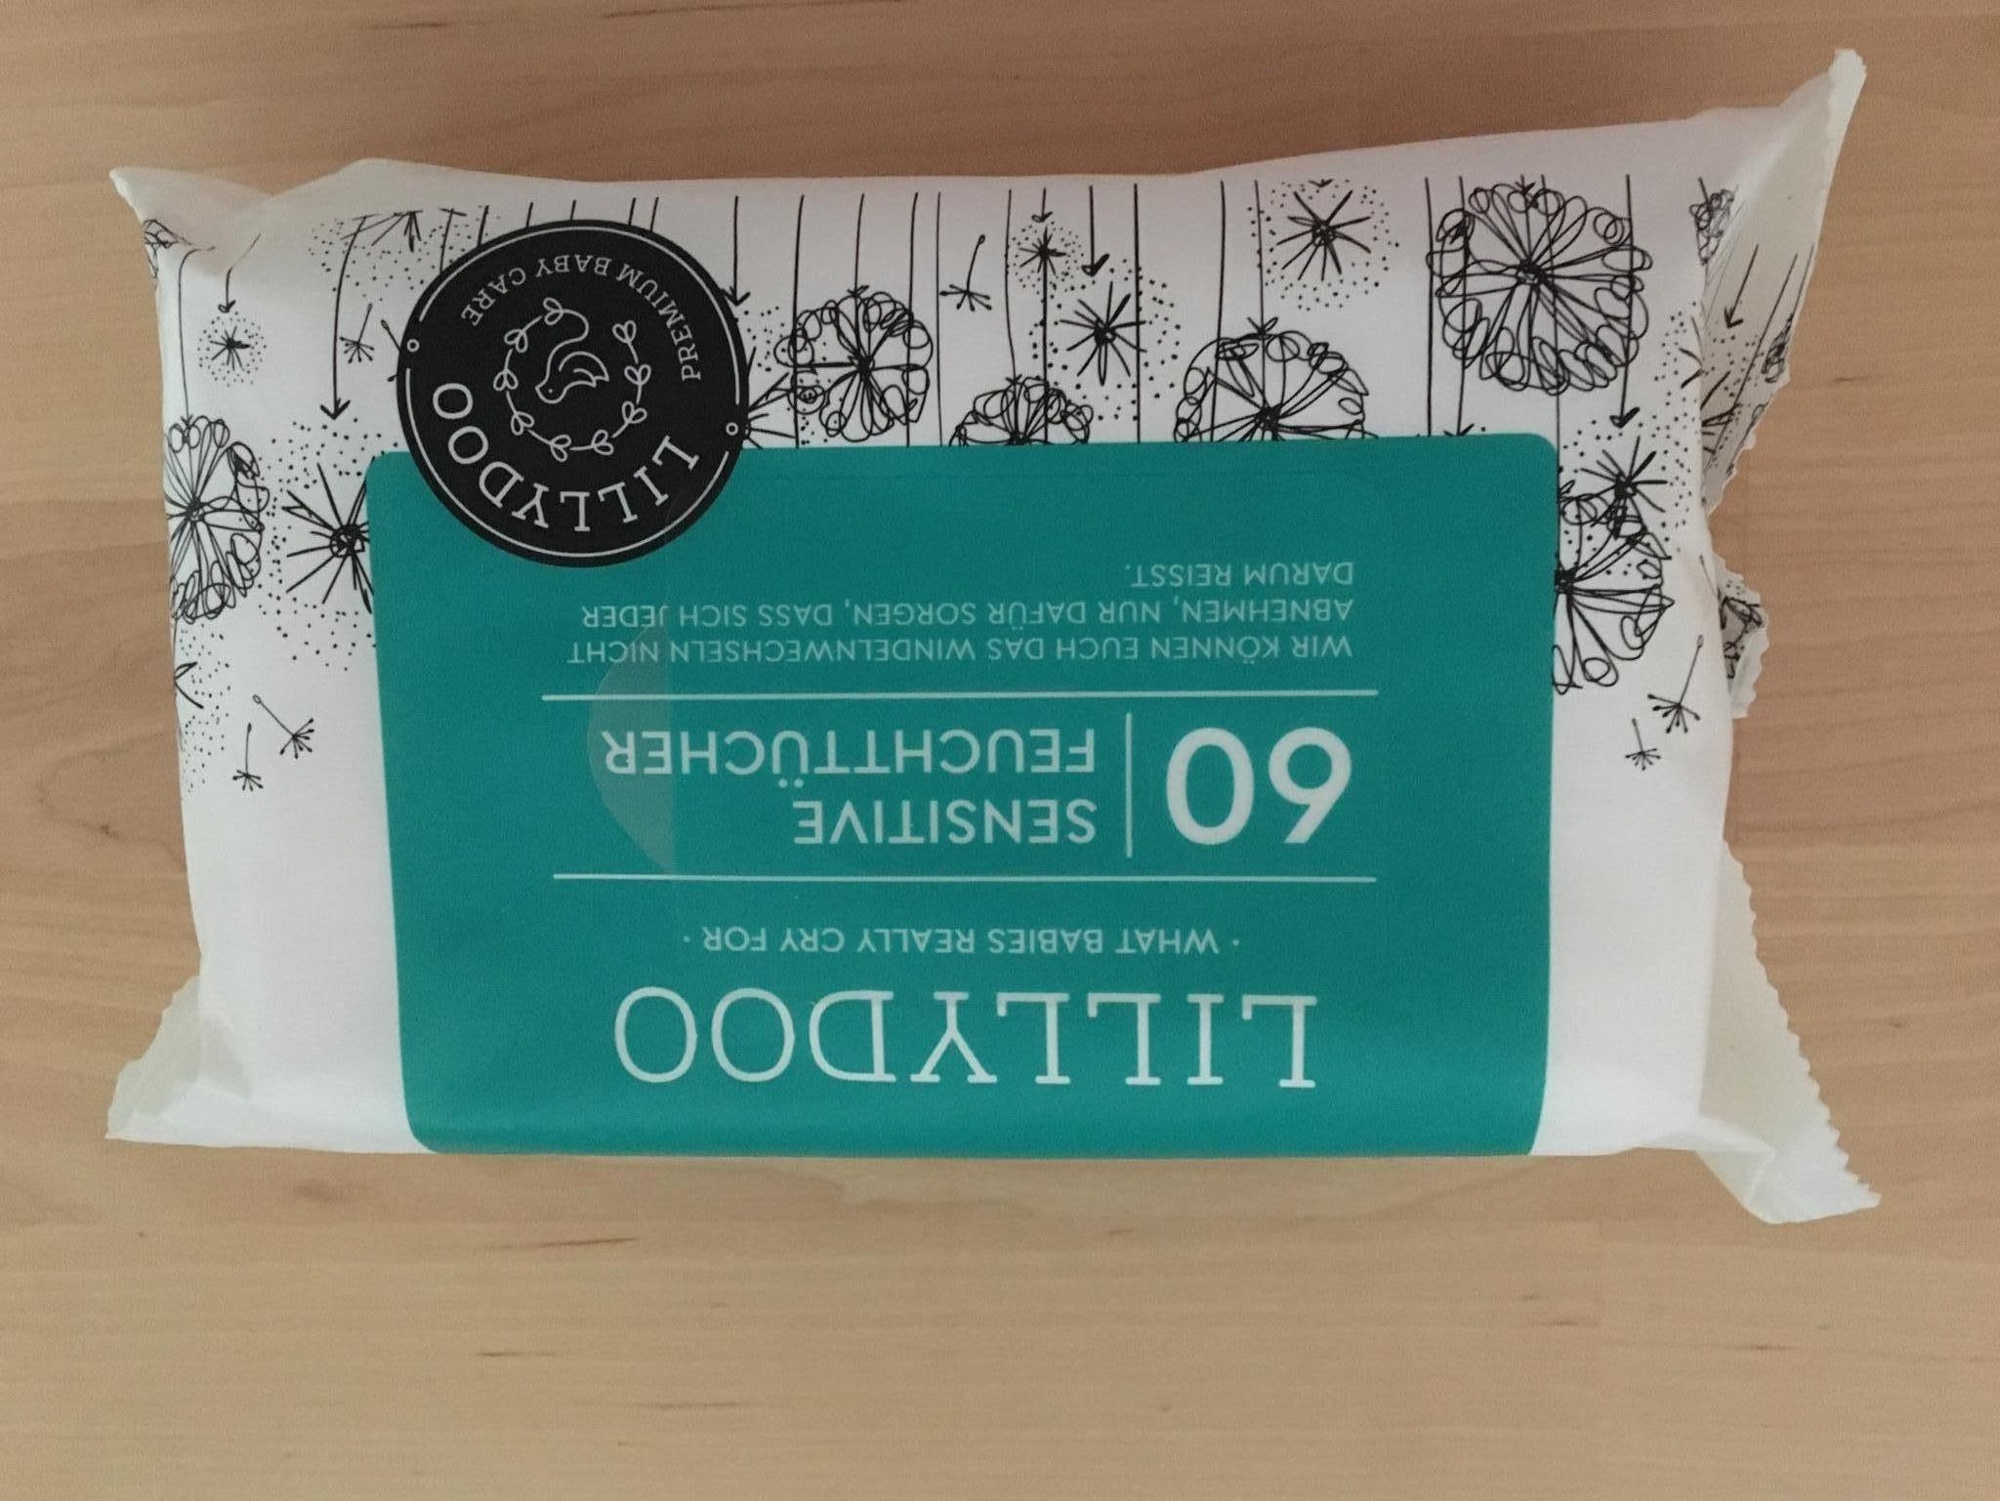 LILLYDOO
· WHAT BABIES REALLY CRY FOR ·
60
SENSITIVE
FEUCHTTÜCHER
WIR KÖNNEN EUCH DAS WINDELNWECHSELN NICHT
ABNEHMEN, NUR DAFÜR SORGEN, DASS SICH JEDER
DARUM REISST.
LILLYDOO
PREMIUM BABY CARE